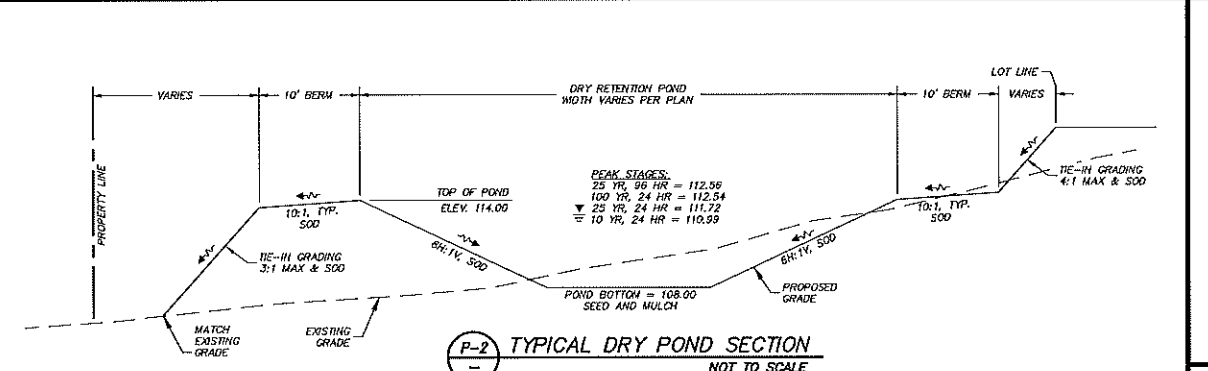 LOT LINE
VARIES
10' BERM
DRY RETENTION POND
WIDTH VARIES PER PLAN
10' BERM
VARIES
PROPERTY LINE
10:1, TYP.
SOD
TOP OF POND
ELEV. 114.00
PEAK STAGES:
25 YR, 96 HR = 112.56
100 YR, 24 HR = 112.54
25 YR, 24 HR = 111.72
10 YR, 24 HR = 110.99
10:1, TYP.
SOD
TIE-IN GRADING
4:1 MAX & SOD
TIE-IN GRADING
3:1 MAX & SOD
6H:1V, SOD
6H:1V, SOD
POND BOTTOM = 108.00
SEED AND MULCH
PROPOSED
GRADE
MATCH
EXISTING
GRADE
EXISTING
GRADE
P-2
TYPICAL DRY POND SECTION
NOT TO SCALE